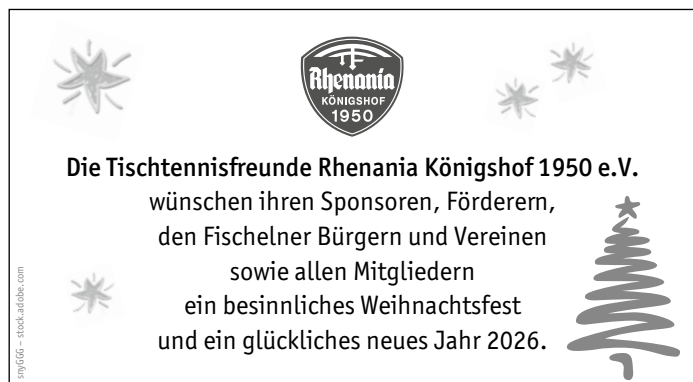 Rhenania
KÖNIGSHOF
1950
Die Tischtennisfreunde Rhenania Königshof 1950 e.V.
wünschen ihren Sponsoren, Förderern,
den Fischelner Bürgern und Vereinen
sowie allen Mitgliedern
ein besinnliches Weihnachtsfest
und ein glückliches neues Jahr 2026.
snyGGG – stock.adobe.com